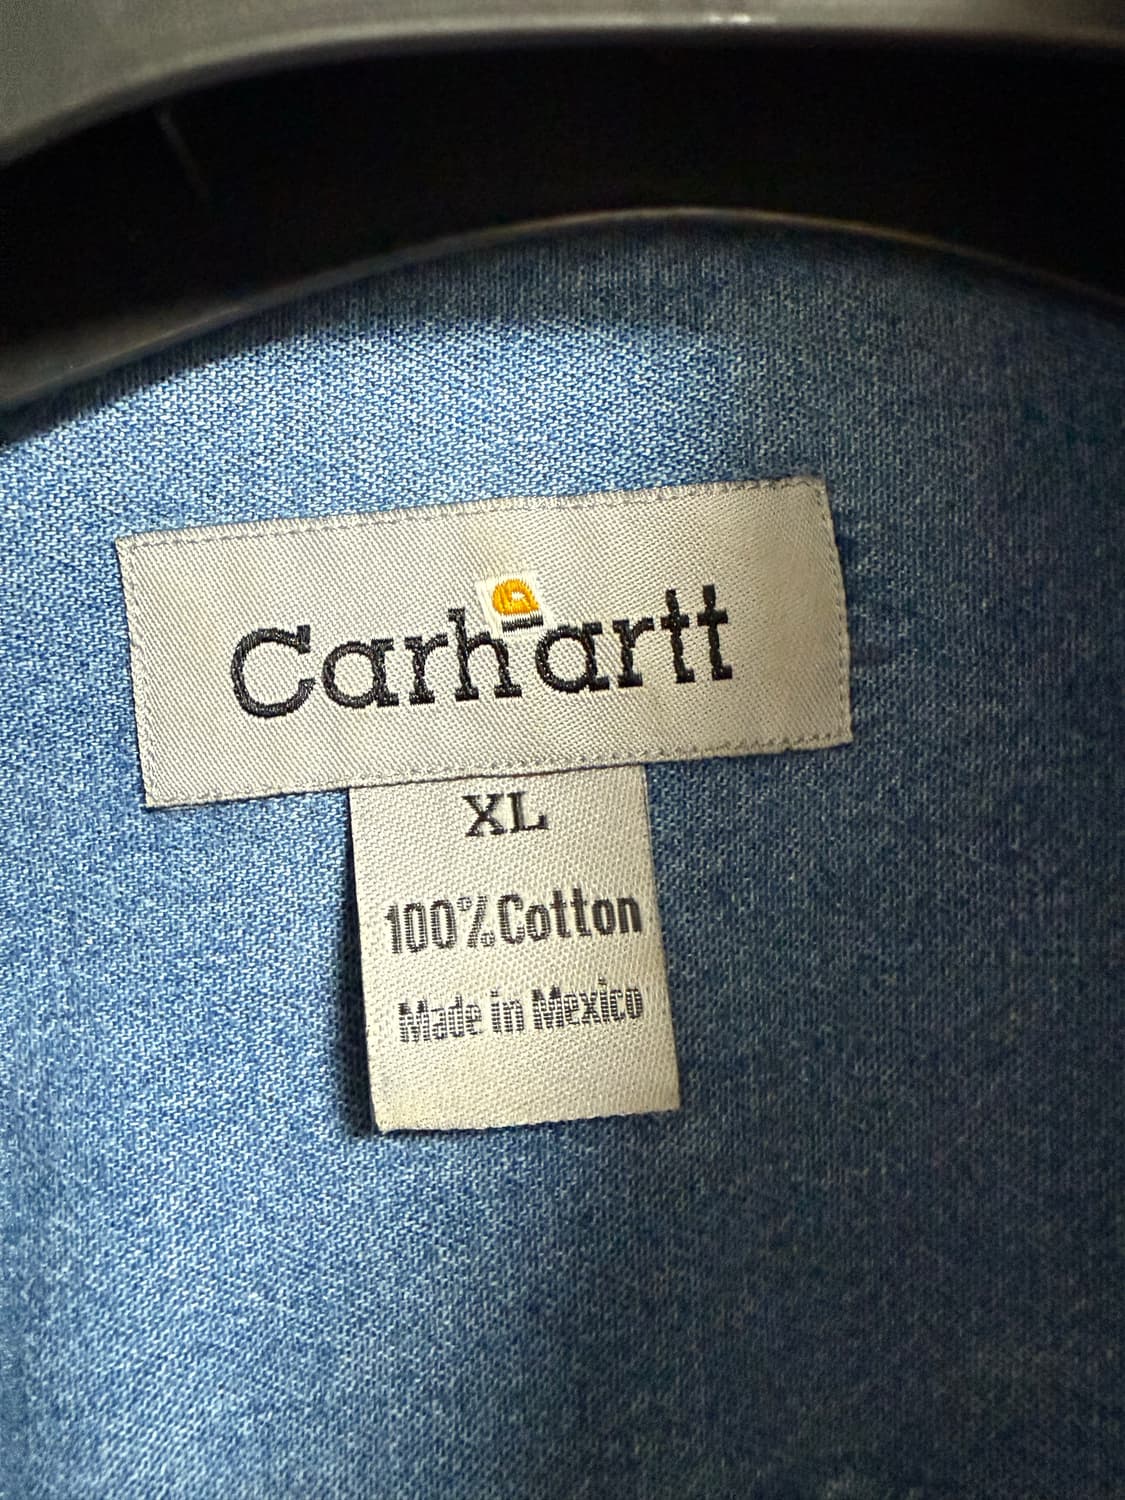 Carhartt
XL
100% Cotton
Made in Mexico